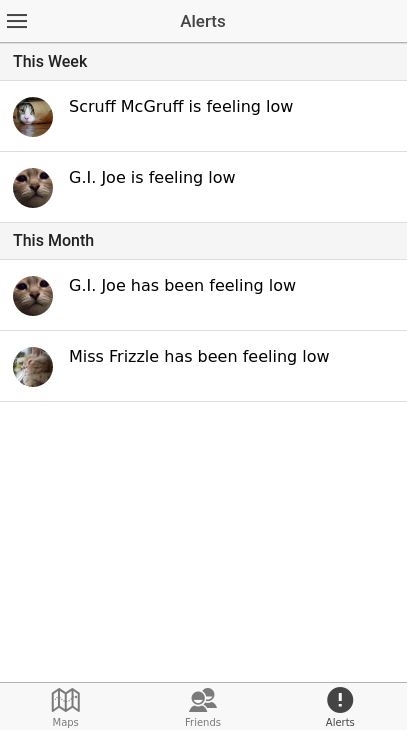 Alerts
This Week
Scruff McGruff is feeling low
G.I. Joe is feeling low
This Month
G.I. Joe has been feeling low
Miss Frizzle has been feeling low
Maps
Friends
Alerts